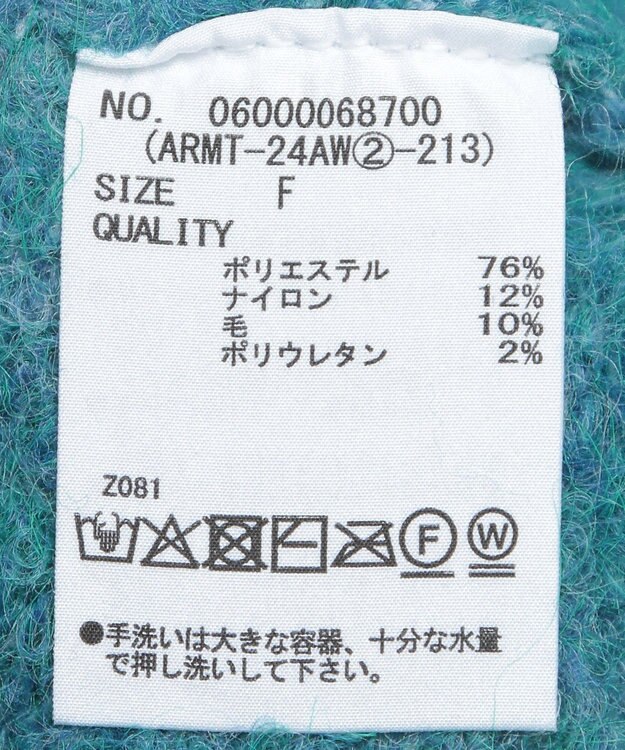 NO. 06000068700
(ARMT-24AW②-213)
SIZE F
QUALITY
ポリエステル 76%
ナイロン 12%
毛 10%
ポリウレタン 2%
Z081
F W
●手洗いは大きな容器、十分な水量
で押し洗いして下さい。